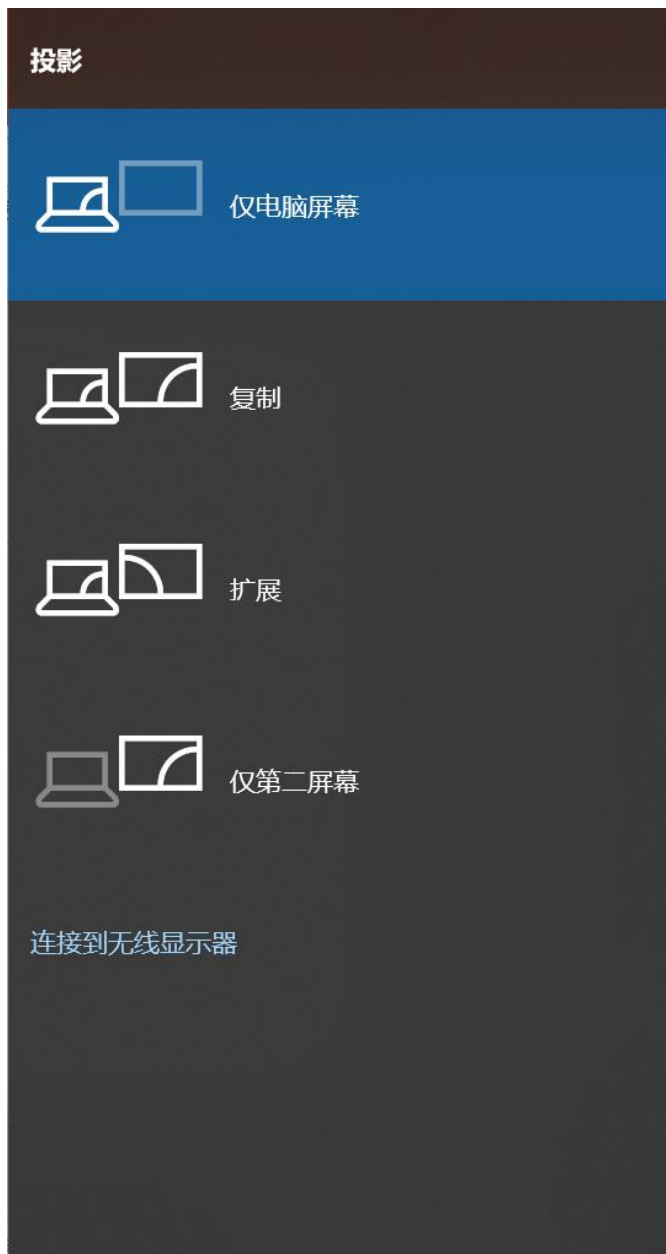 投影
仅电脑屏幕
复制
扩展
仅第二屏幕
连接到无线显示器